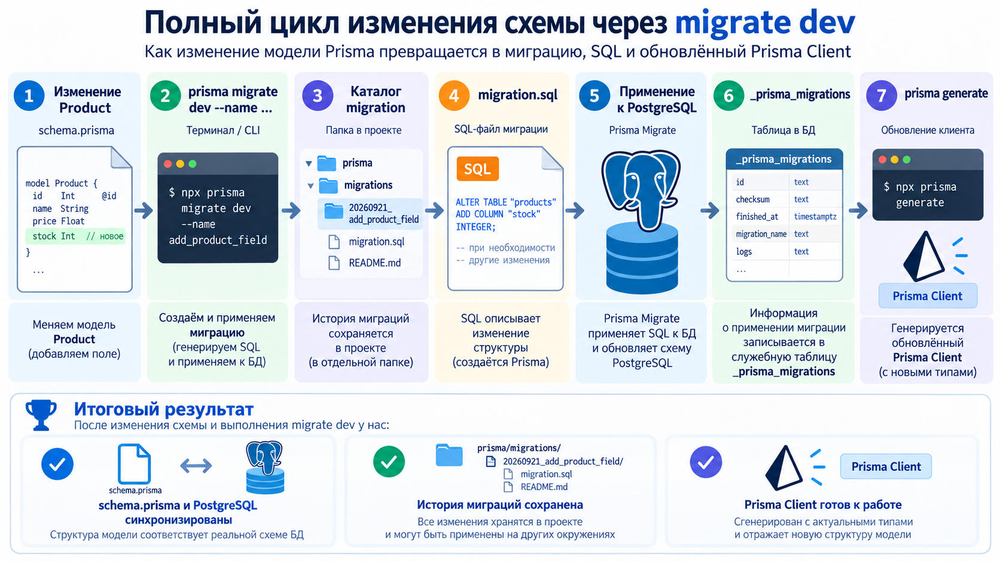 Полный цикл изменения схемы через migrate dev
Как изменение модели Prisma превращается в миграцию, SQL и обновлённый Prisma Client
1
Изменение
Product
schema.prisma
model Product {
id Int @id
name String
price Float
stock Int // новое
}
...
Меняем модель
Product
(добавляем поле)
2
prisma migrate
dev --name ...
Терминал / CLI
$ npx prisma
migrate dev
--name
add_product_field
Создаём и применяем
миграцию
(генерируем SQL
и применяем к БД)
3
Каталог
migration
Папка в проекте
prisma
migrations
20260921_
add_product_field
migration.sql
README.md
История миграций
сохраняется
в проекте
(в отдельной папке)
4
migration.sql
SQL-файл миграции
SQL
ALTER TABLE "products"
ADD COLUMN "stock"
INTEGER;
-- при необходимости
-- другие изменения
SQL описывает
изменение
структуры
(создаётся Prisma)
5
Применение
к PostgreSQL
Prisma Migrate
Prisma Migrate
применяет SQL к БД
и обновляет схему
PostgreSQL
6
_prisma_migrations
Таблица в БД
_prisma_migrations
id text
checksum text
finished_at timestamptz
migration_name text
logs text
...
Информация
о применении миграции
записывается в
служебную таблицу
_prisma_migrations
7
prisma generate
Обновление клиента
$ npx prisma
generate
Prisma Client
Генерируется
обновлённый
Prisma Client
(с новыми типами)
Итоговый результат
После изменения схемы и выполнения migrate dev у нас:
schema.prisma
schema.prisma и PostgreSQL
синхронизированы
Структура модели соответствует реальной схеме БД
prisma/migrations/
20260921_add_product_field/
migration.sql
README.md
История миграций сохранена
Все изменения хранятся в проекте
и могут быть применены на других окружениях
Prisma Client
Prisma Client готов к работе
Сгенерирован с актуальными типами
и отражает новую структуру модели